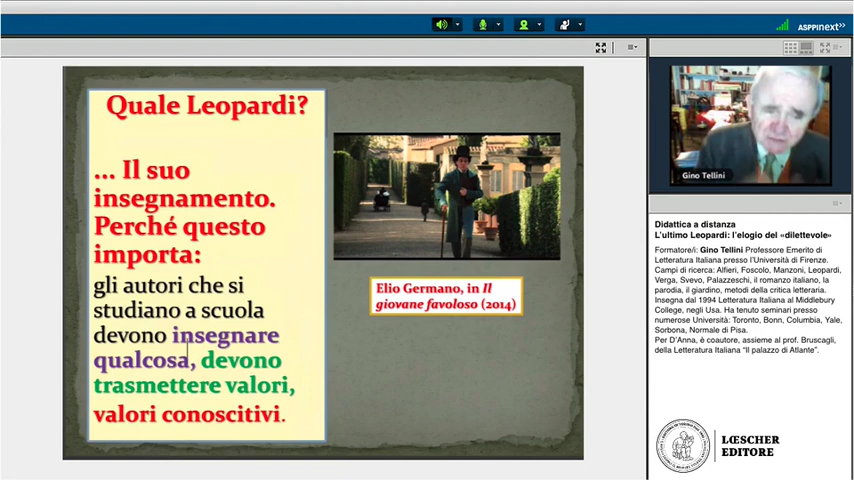 ASPPInext»
Quale Leopardi?
... Il suo
insegnamento.
Perché questo
importa:
gli autori che si
studiano a scuola
devono insegnare
qualcosa, devono
trasmettere valori,
valori conoscitivi.
Elio Germano, in Il
giovane favoloso (2014)
Gino Tellini
Didattica a distanza
L'ultimo Leopardi: l'elogio del «dilettevole»
Formatore/i: Gino Tellini Professore Emerito di
Letteratura Italiana presso l'Università di Firenze.
Campi di ricerca: Alfieri, Foscolo, Manzoni, Leopardi,
Verga, Svevo, Palazzeschi, il romanzo italiano, la
parodia, il giardino, metodi della critica letteraria.
Insegna dal 1994 Letteratura Italiana al Middlebury
College, negli Usa. Ha tenuto seminari presso
numerose Università: Toronto, Bonn, Columbia, Yale,
Sorbona, Normale di Pisa.
Per D'Anna, è coautore, assieme al prof. Bruscagli,
della Letteratura Italiana "Il palazzo di Atlante".
LŒSCHER
EDITORE